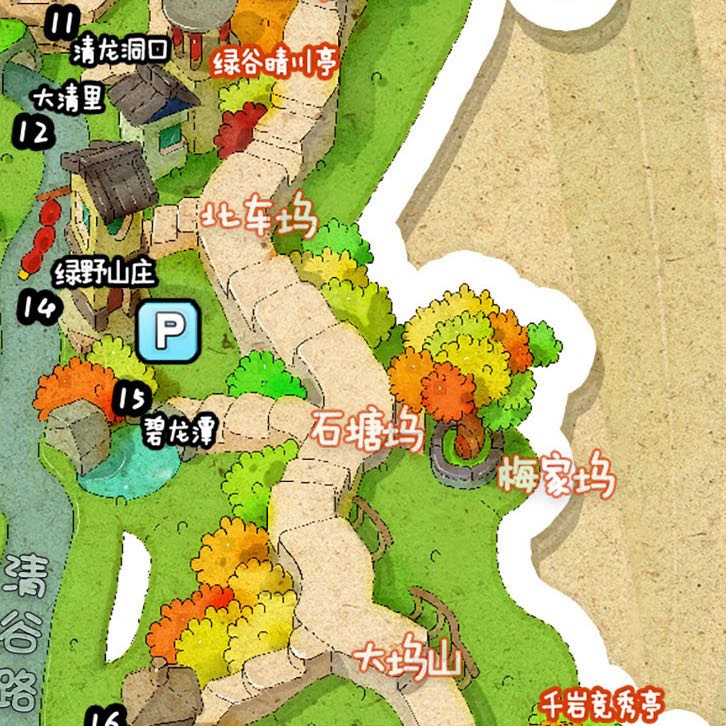 11
清龙洞口
绿谷晴川亭
大清里
12
北车坞
绿野山庄
14
P
15
碧龙潭
石塘坞
梅家坞
清谷路
大坞山
千岩竞秀亭
16